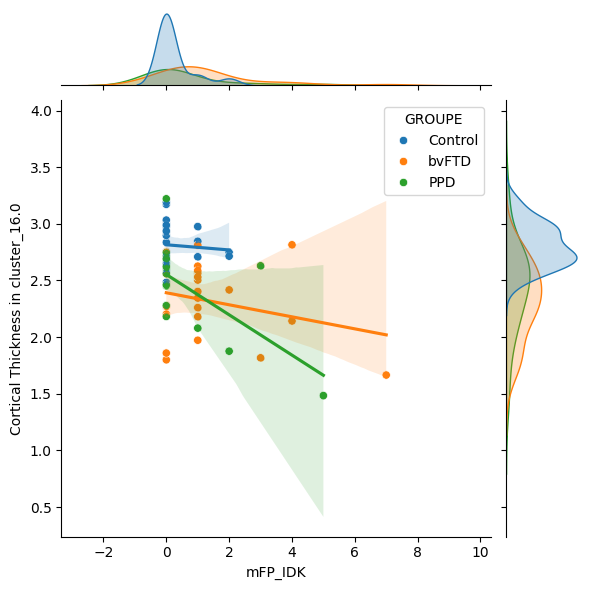 GROUPE
Control
bvFTD
PPD
4.0
3.5
3.0
2.5
2.0
1.5
1.0
0.5
Cortical Thickness in cluster_16.0
−2 0 2 4 6 8 10
mFP_IDK